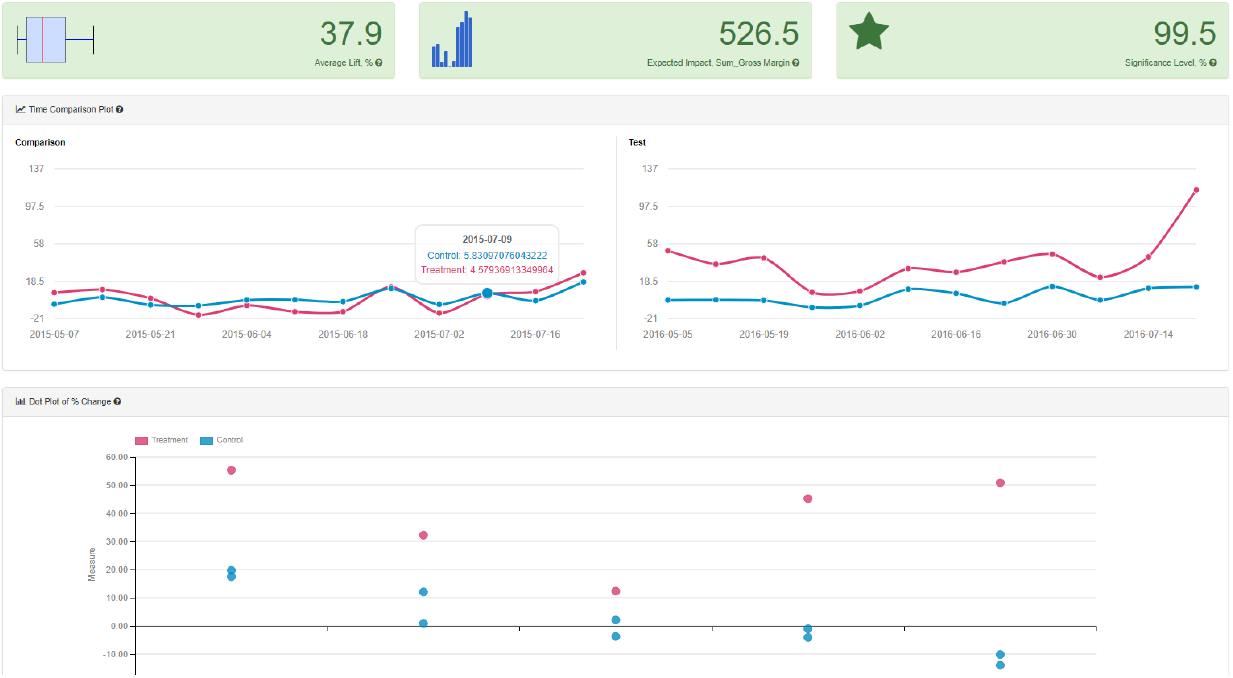 37.9
Average Lift, %
526.5
Expected Impact, Sum_Gross Margin
99.5
Significance Level, %
Time Comparison Plot
Comparison
137
97.5
58
18.5
-21
2015-05-07 2015-05-21 2015-06-04 2015-06-18 2015-07-02 2015-07-16
2015-07-09
Control: 5.83097076043222
Treatment: 4.57936913349904
Test
137
97.5
58
18.5
-21
2016-05-05 2016-05-19 2016-06-02 2016-06-16 2016-06-30 2016-07-14
Dot Plot of % Change
Treatment Control
Measure
60.00
50.00
40.00
30.00
20.00
10.00
0.00
-10.00